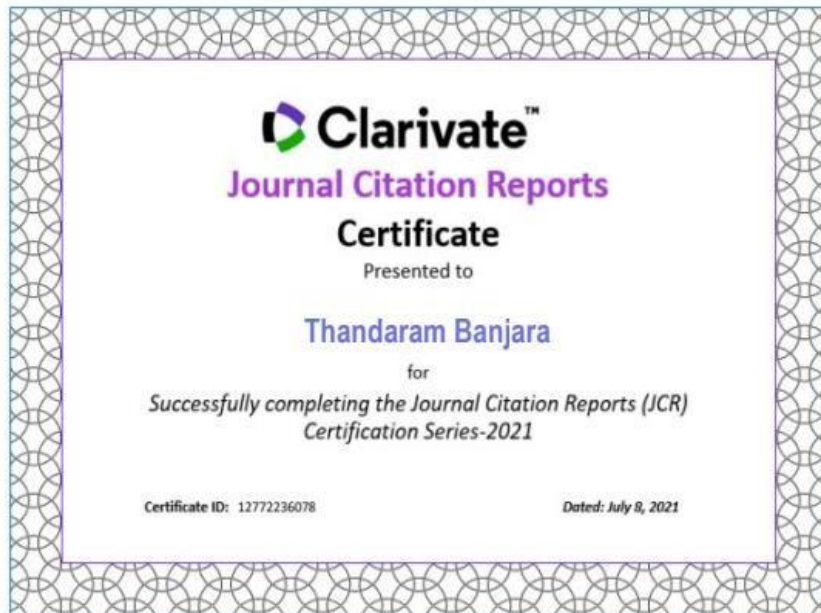 Clarivate™
Journal Citation Reports
Certificate
Presented to
Thandaram Banjara
for
Successfully completing the Journal Citation Reports (JCR)
Certification Series-2021
Certificate ID: 12772236078 Dated: July 8, 2021